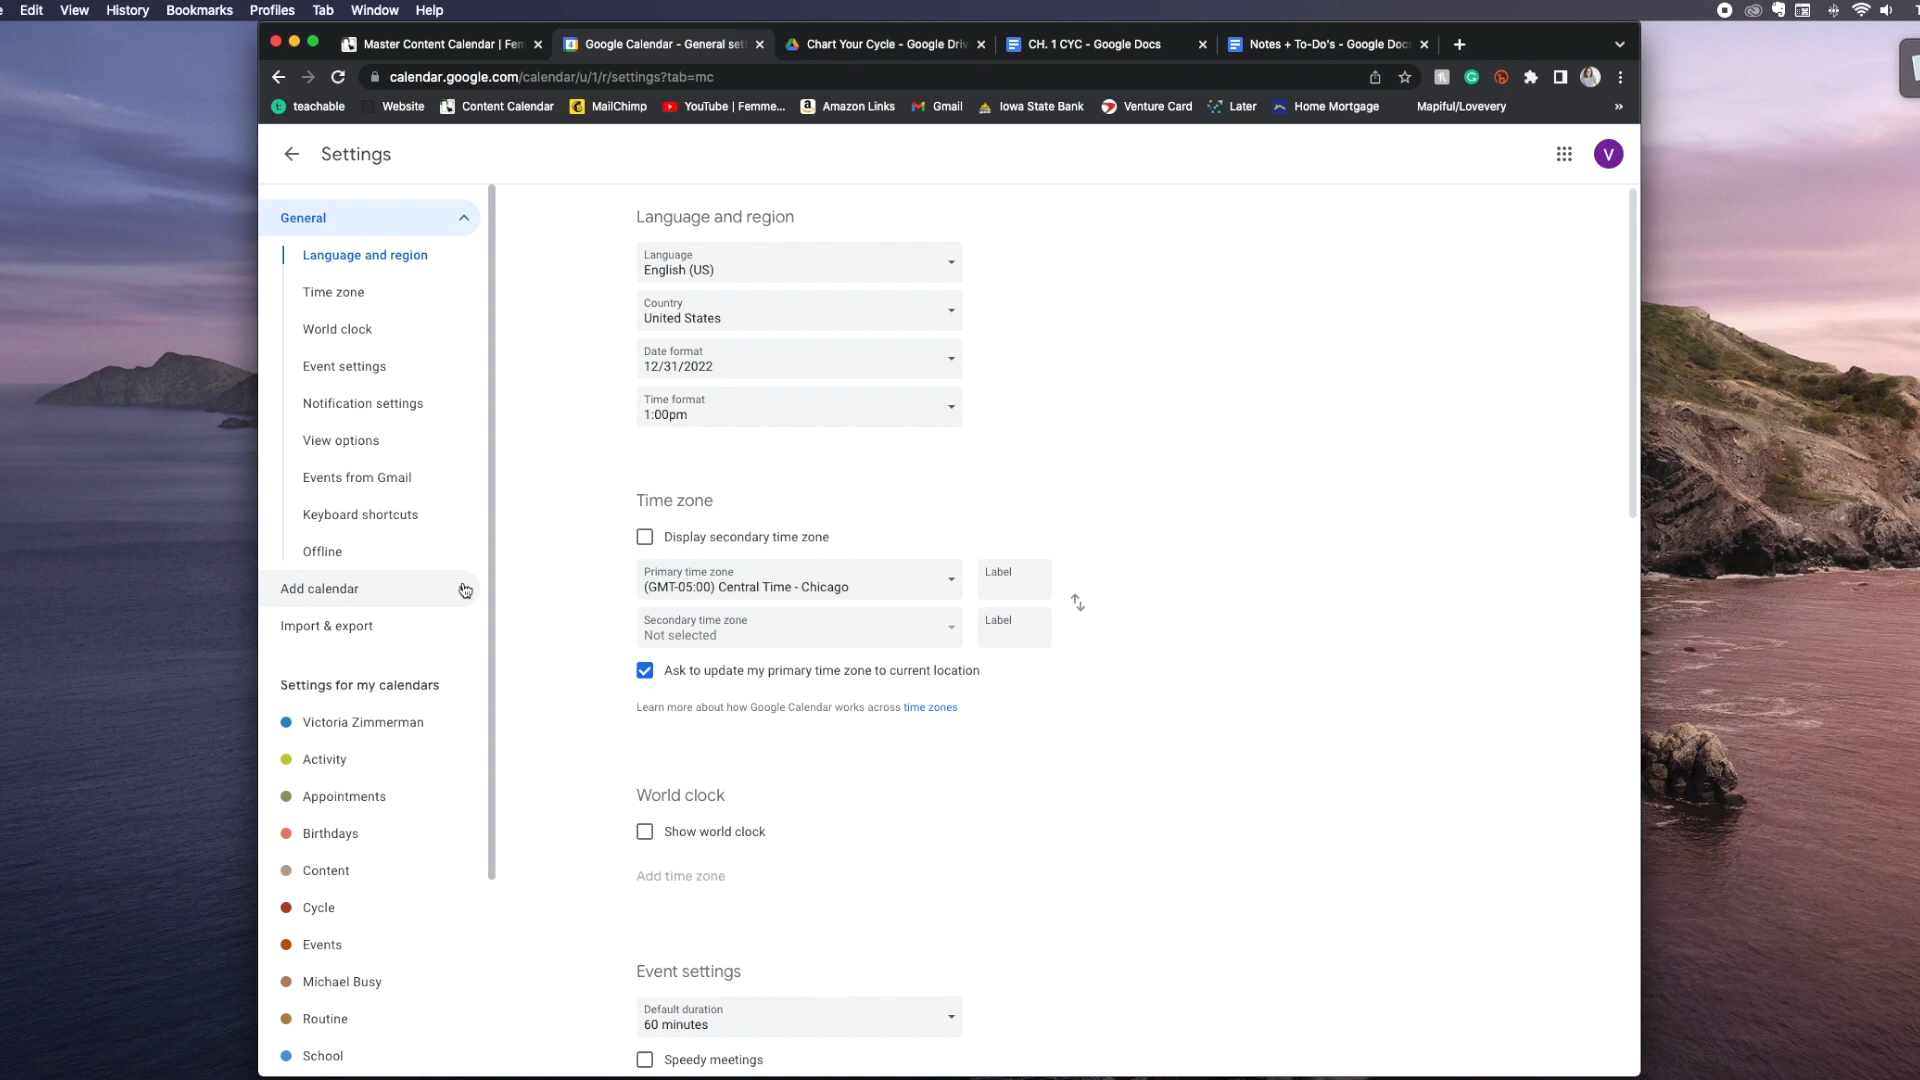 Edit View History Bookmarks Profiles Tab Window Help
Master Content Calendar | Fem Google Calendar - General set Chart Your Cycle - Google Driv CH. 1 CYC - Google Docs Notes + To-Do's - Google Doc
calendar.google.com/calendar/u/1/r/settings?tab=mc
teachable Website Content Calendar MailChimp YouTube | Femme... Amazon Links Gmail Iowa State Bank Venture Card Later Home Mortgage Mapiful/Lovevery »
Settings
V
General
Language and region
Time zone
World clock
Event settings
Notification settings
View options
Events from Gmail
Keyboard shortcuts
Offline
Add calendar
Import & export
Settings for my calendars
Victoria Zimmerman
Activity
Appointments
Birthdays
Content
Cycle
Events
Michael Busy
Routine
School
Language and region
Language
English (US)
Country
United States
Date format
12/31/2022
Time format
1:00pm
Time zone
Display secondary time zone
Primary time zone
(GMT-05:00) Central Time - Chicago
Label
Secondary time zone
Not selected
Label
Ask to update my primary time zone to current location
Learn more about how Google Calendar works across time zones
World clock
Show world clock
Add time zone
Event settings
Default duration
60 minutes
Speedy meetings